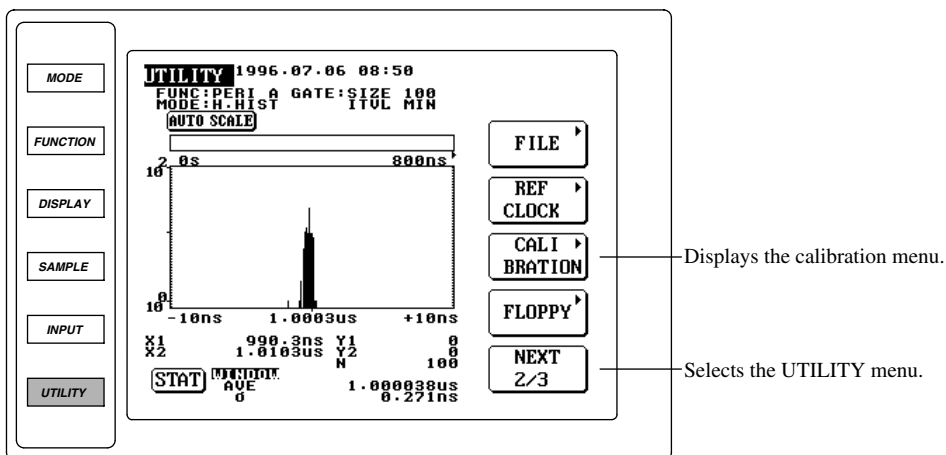 MODE
FUNCTION
DISPLAY
SAMPLE
INPUT
UTILITY
UTILITY 1996.07.06 08:50
FUNC:PERI A GATE:SIZE 100
MODE:H.HIST ITVL MIN
AUTO SCALE
0s 800ns
10²
10⁰
-10ns 1.0003us +10ns
X1 990.3ns Y1 0
X2 1.0103us Y2 0
N 100
STAT WINDOW
AVE 1.000038us
σ 0.271ns
FILE
REF
CLOCK
CALI
BRATION
FLOPPY
NEXT
2/3
Displays the calibration menu.
Selects the UTILITY menu.